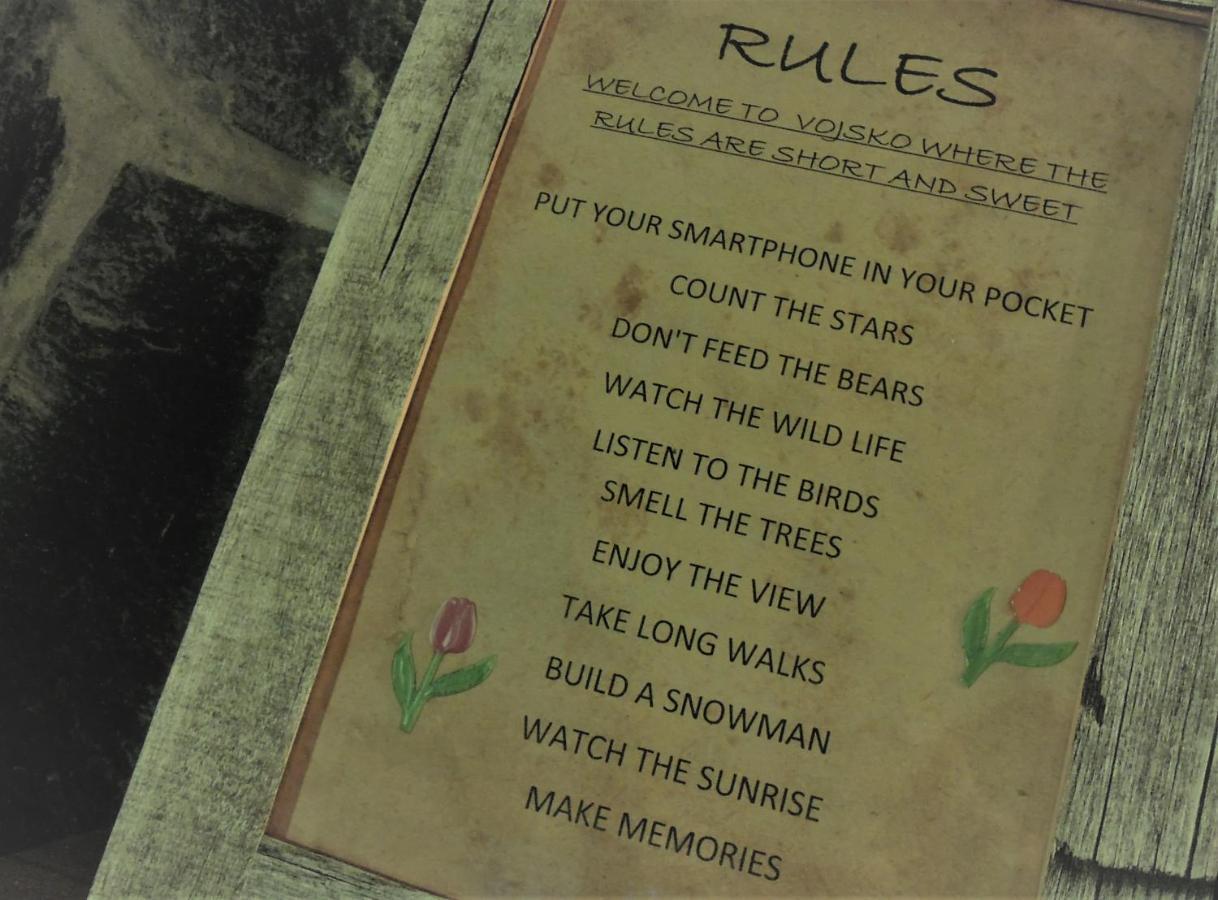 RULES
WELCOME TO VOJSKO WHERE THE
RULES ARE SHORT AND SWEET
PUT YOUR SMARTPHONE IN YOUR POCKET
COUNT THE STARS
DON'T FEED THE BEARS
WATCH THE WILD LIFE
LISTEN TO THE BIRDS
SMELL THE TREES
ENJOY THE VIEW
TAKE LONG WALKS
BUILD A SNOWMAN
WATCH THE SUNRISE
MAKE MEMORIES